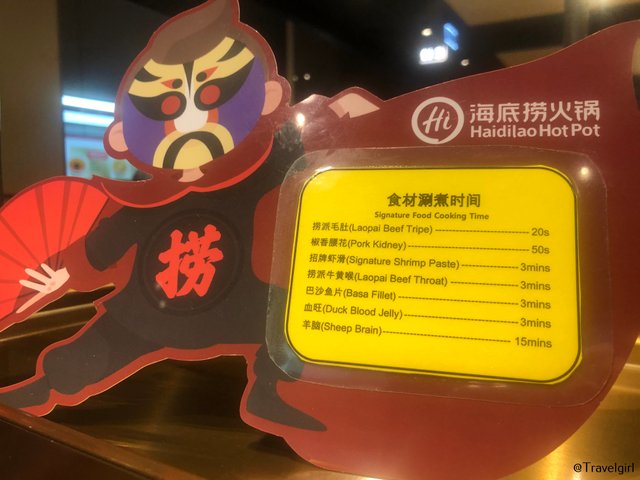 Hi 海底捞火锅
Haidilao Hot Pot
食材涮煮时间
Signature Food Cooking Time
捞派毛肚(Laopai Beef Tripe) 20s
椒香腰花(Pork Kidney) 50s
招牌虾滑(Signature Shrimp Paste) 3mins
捞派牛黄喉(Laopai Beef Throat) 3mins
巴沙鱼片(Basa Fillet) 3mins
血旺(Duck Blood Jelly) 3mins
羊脑(Sheep Brain) 15mins
捞
捞
@Travelgirl